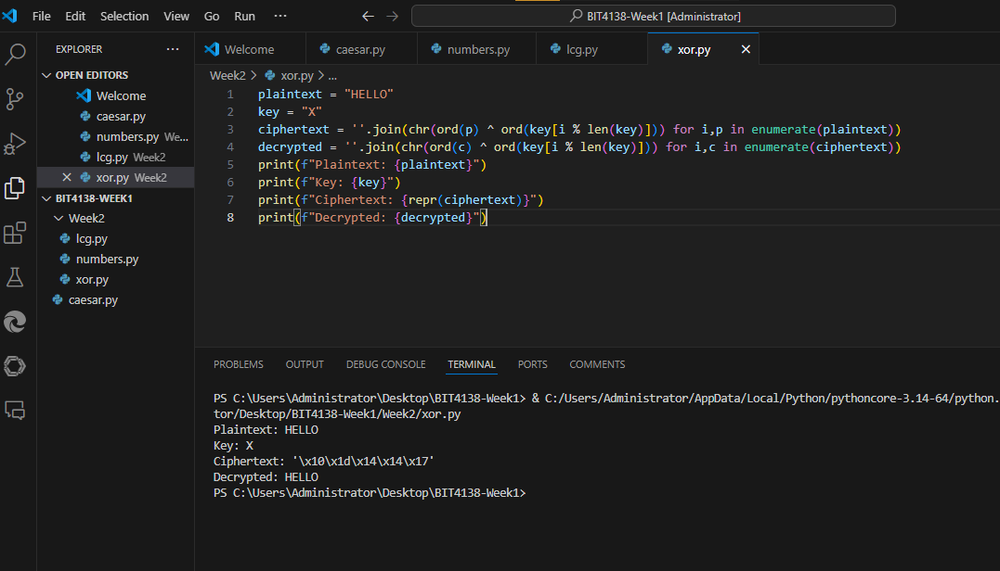 File Edit Selection View Go Run ···
BIT4138-Week1 [Administrator]
EXPLORER ···
OPEN EDITORS
Welcome
caesar.py
numbers.py We...
lcg.py Week2
xor.py Week2
BIT4138-WEEK1
Week2
lcg.py
numbers.py
xor.py
caesar.py
Welcome caesar.py numbers.py lcg.py xor.py
Week2 > xor.py > ...
1 plaintext = "HELLO"
2 key = "X"
3 ciphertext = ''.join(chr(ord(p) ^ ord(key[i % len(key)])) for i,p in enumerate(plaintext))
4 decrypted = ''.join(chr(ord(c) ^ ord(key[i % len(key)])) for i,c in enumerate(ciphertext))
5 print(f"Plaintext: {plaintext}")
6 print(f"Key: {key}")
7 print(f"Ciphertext: {repr(ciphertext)}")
8 print(f"Decrypted: {decrypted}")
PROBLEMS OUTPUT DEBUG CONSOLE TERMINAL PORTS COMMENTS
PS C:\Users\Administrator\Desktop\BIT4138-Week1> & C:/Users/Administrator/AppData/Local/Python/pythoncore-3.14-64/python.
tor/Desktop/BIT4138-Week1/Week2/xor.py
Plaintext: HELLO
Key: X
Ciphertext: '\x10\x1d\x14\x14\x17'
Decrypted: HELLO
PS C:\Users\Administrator\Desktop\BIT4138-Week1>